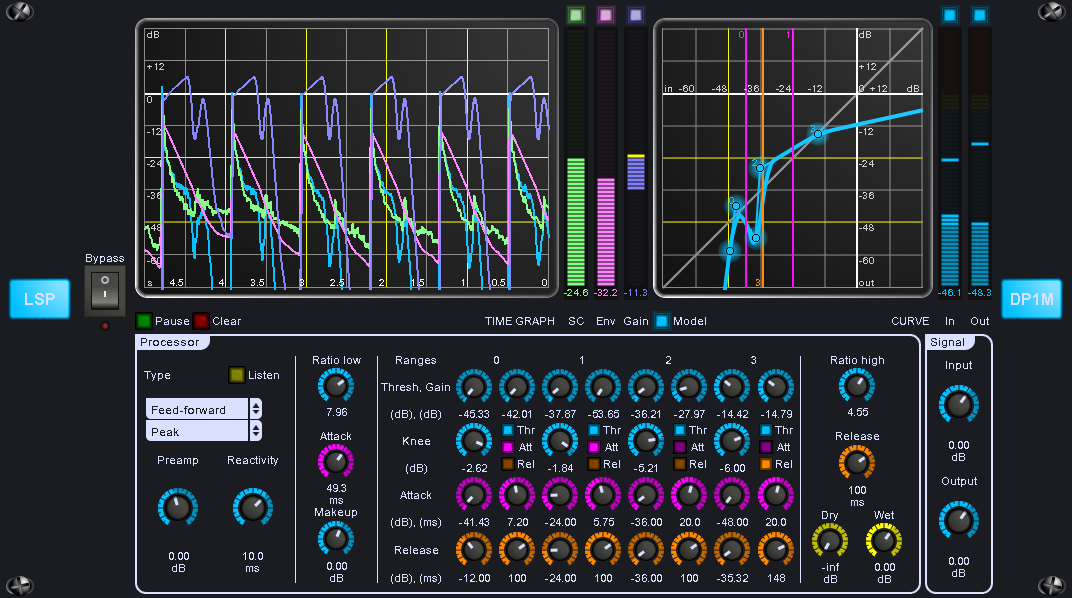 dB
+12
0
-12
-24
-36
-48
-60
s 4.5 4 3.5 3 2.5 2 1.5 1 0.5 0
-24.6 -32.2 -11.3
0 1 dB
+12
in -60 -48 -36 -24 -12 0 +12 dB
-12
-24
-36
-48
-60
3 out
-46.1 -48.3
Bypass
LSP
DP1M
Pause Clear TIME GRAPH SC Env Gain Model CURVE In Out
Processor
Type Listen
Feed-forward
Peak
Preamp Reactivity
0.00 10.0
dB ms
Ratio low
7.96
Attack
49.3
ms
Makeup
0.00
dB
Ranges 0 1 2 3
Thresh, Gain
(dB), (dB) -45.33 -42.01 -37.87 -53.65 -36.21 -27.97 -14.42 -14.79
Knee Thr Thr Thr Thr
Att Att Att Att
Rel Rel Rel Rel
(dB) -2.62 -1.84 -5.21 -6.00
Attack
(dB), (ms) -41.43 7.20 -24.00 5.75 -36.00 20.0 -48.00 20.0
Release
(dB), (ms) -12.00 100 -24.00 100 -36.00 100 -35.32 148
Ratio high
4.55
Release
100
ms
Dry Wet
-inf 0.00
dB dB
Signal
Input
0.00
dB
Output
0.00
dB